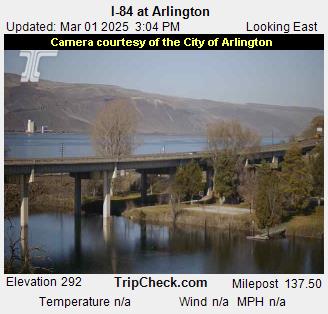 I-84 at Arlington
Updated: Mar 01 2025 3:04 PM Looking East
Camera courtesy of the City of Arlington
Elevation 292 TripCheck.com Milepost 137.50
Temperature n/a Wind n/a MPH n/a